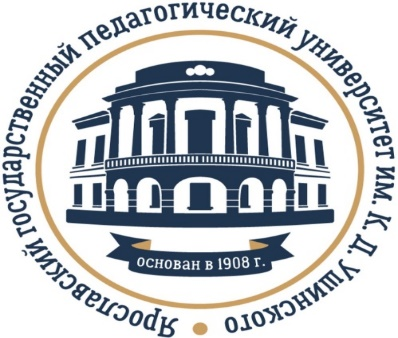 Ярославский государственный педагогический университет им. К. Д. Ушинского
основан в 1908 г.